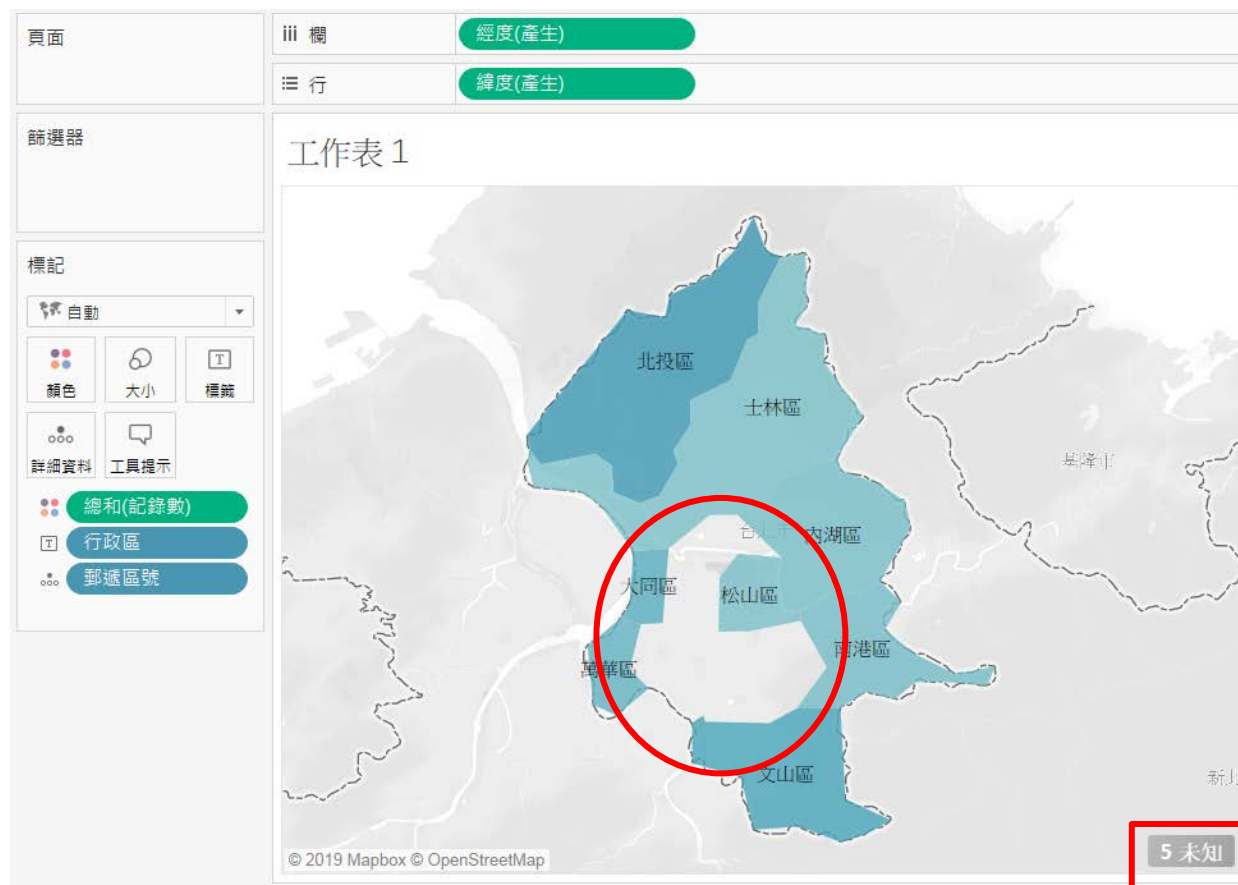 頁面
iii 欄
經度(產生)
行
緯度(產生)
篩選器
工作表 1
標記
自動
顏色
大小
T
標籤
詳細資料
工具提示
總和(記錄數)
T
行政區
郵遞區號
北投區
士林區
基隆市
台北市
內湖區
大同區
松山區
南港區
萬華區
文山區
© 2019 Mapbox © OpenStreetMap
5 未知